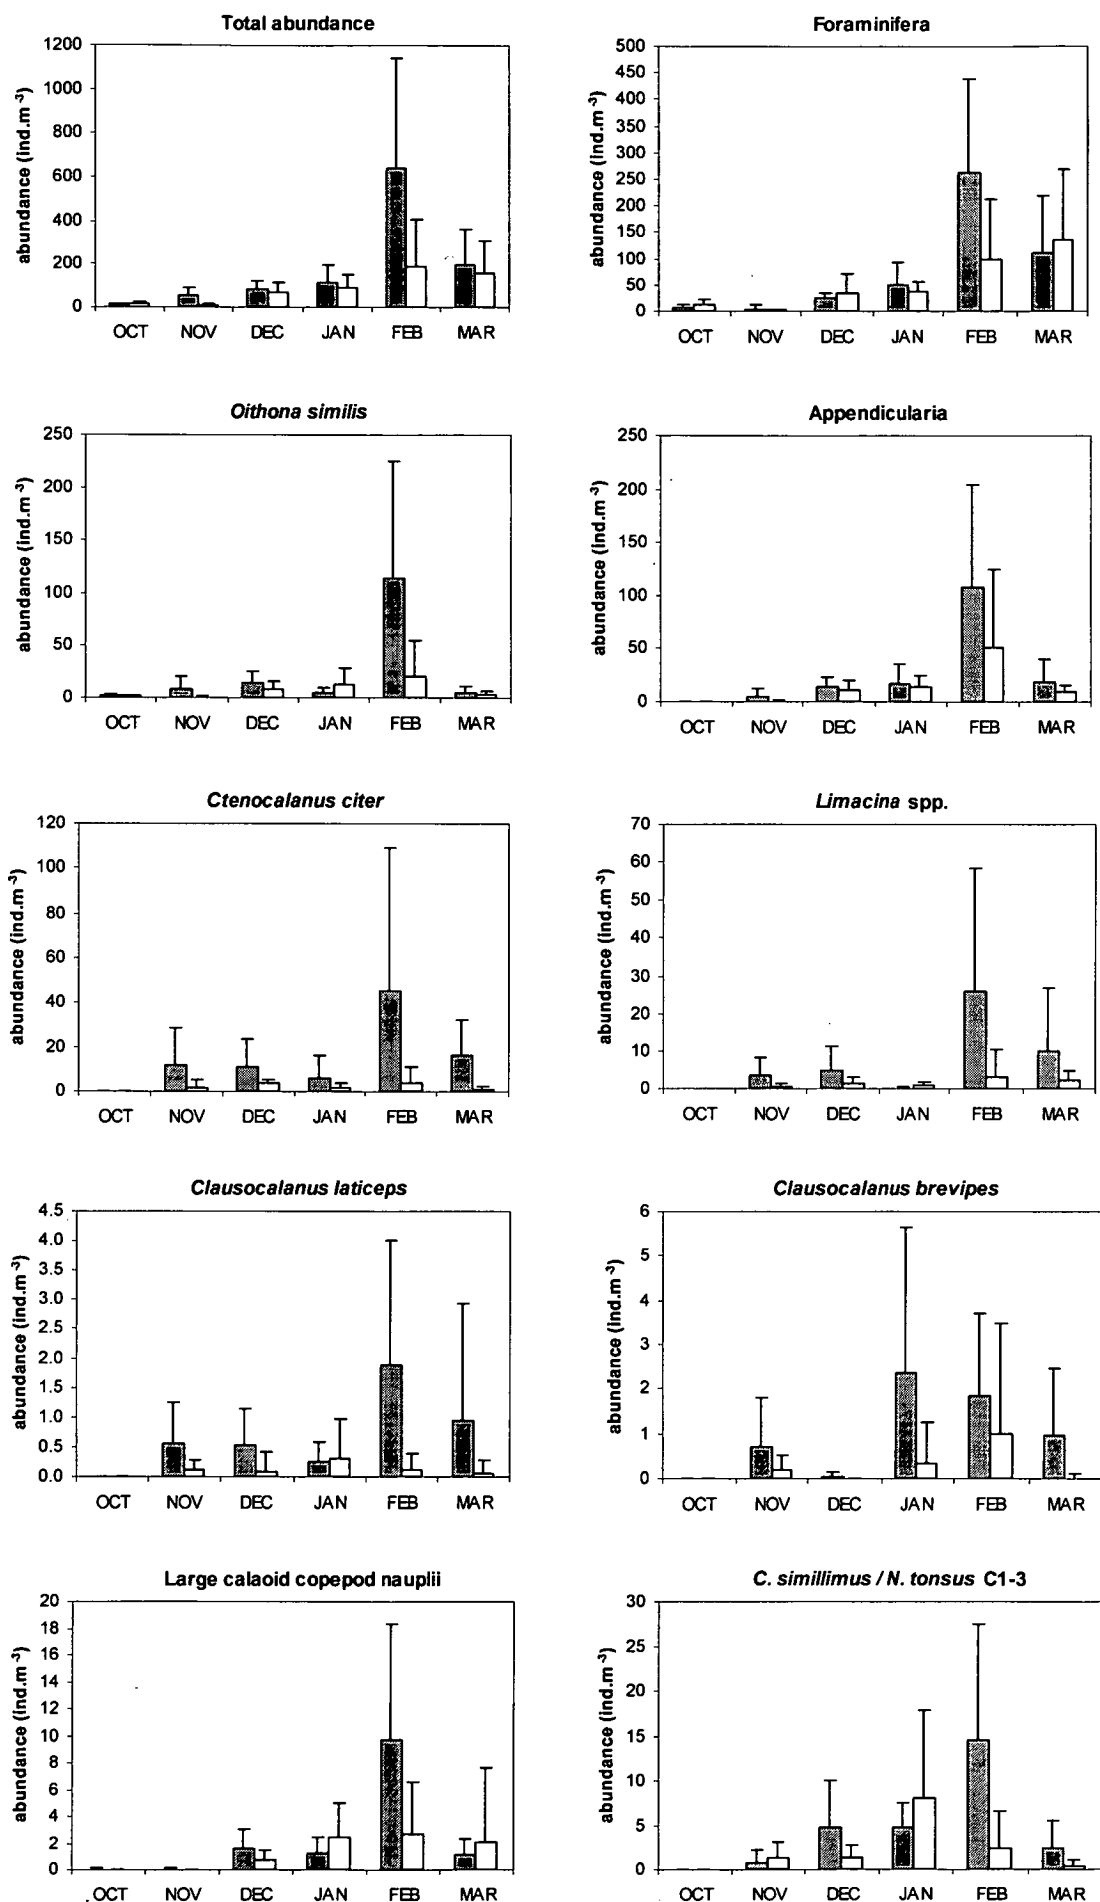 Total abundance
abundance (ind.m⁻³)
1200
1000
800
600
400
200
0
OCT NOV DEC JAN FEB MAR
Foraminifera
abundance (ind.m⁻³)
500
450
400
350
300
250
200
150
100
50
0
OCT NOV DEC JAN FEB MAR
Oithona similis
abundance (ind.m⁻³)
250
200
150
100
50
0
OCT NOV DEC JAN FEB MAR
Appendicularia
abundance (ind.m⁻³)
250
200
150
100
50
0
OCT NOV DEC JAN FEB MAR
Ctenocalanus citer
abundance (ind.m⁻³)
120
100
80
60
40
20
0
OCT NOV DEC JAN FEB MAR
Limacina spp.
abundance (ind.m⁻³)
70
60
50
40
30
20
10
0
OCT NOV DEC JAN FEB MAR
Clausocalanus laticeps
abundance (ind.m⁻³)
4.5
4.0
3.5
3.0
2.5
2.0
1.5
1.0
0.5
0.0
OCT NOV DEC JAN FEB MAR
Clausocalanus brevipes
abundance (ind.m⁻³)
6
5
4
3
2
1
0
OCT NOV DEC JAN FEB MAR
Large calaoid copepod nauplii
abundance (ind.m⁻³)
20
18
16
14
12
10
8
6
4
2
0
OCT NOV DEC JAN FEB MAR
C. simillimus / N. tonsus C1-3
abundance (ind.m⁻³)
30
25
20
15
10
5
0
OCT NOV DEC JAN FEB MAR